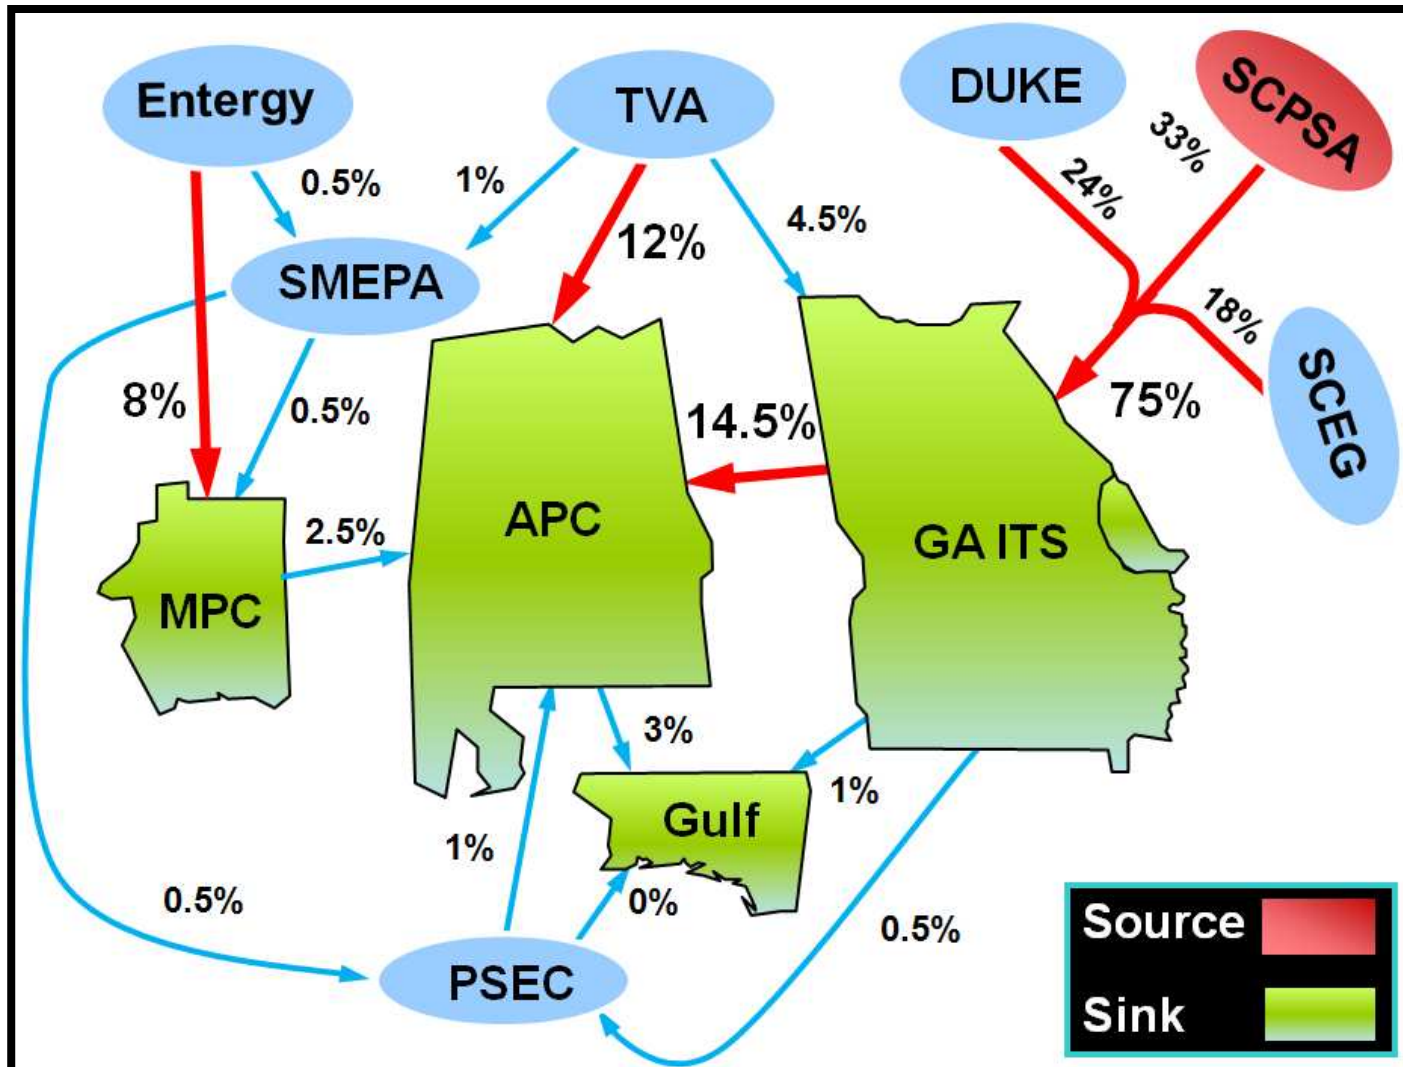 Entergy
TVA
DUKE
SCPSA
0.5%
1%
4.5%
24%
33%
12%
SMEPA
18%
SCEG
8%
0.5%
14.5%
75%
APC
GA ITS
2.5%
MPC
3%
1%
Gulf
1%
0%
0.5%
0.5%
PSEC
Source
Sink